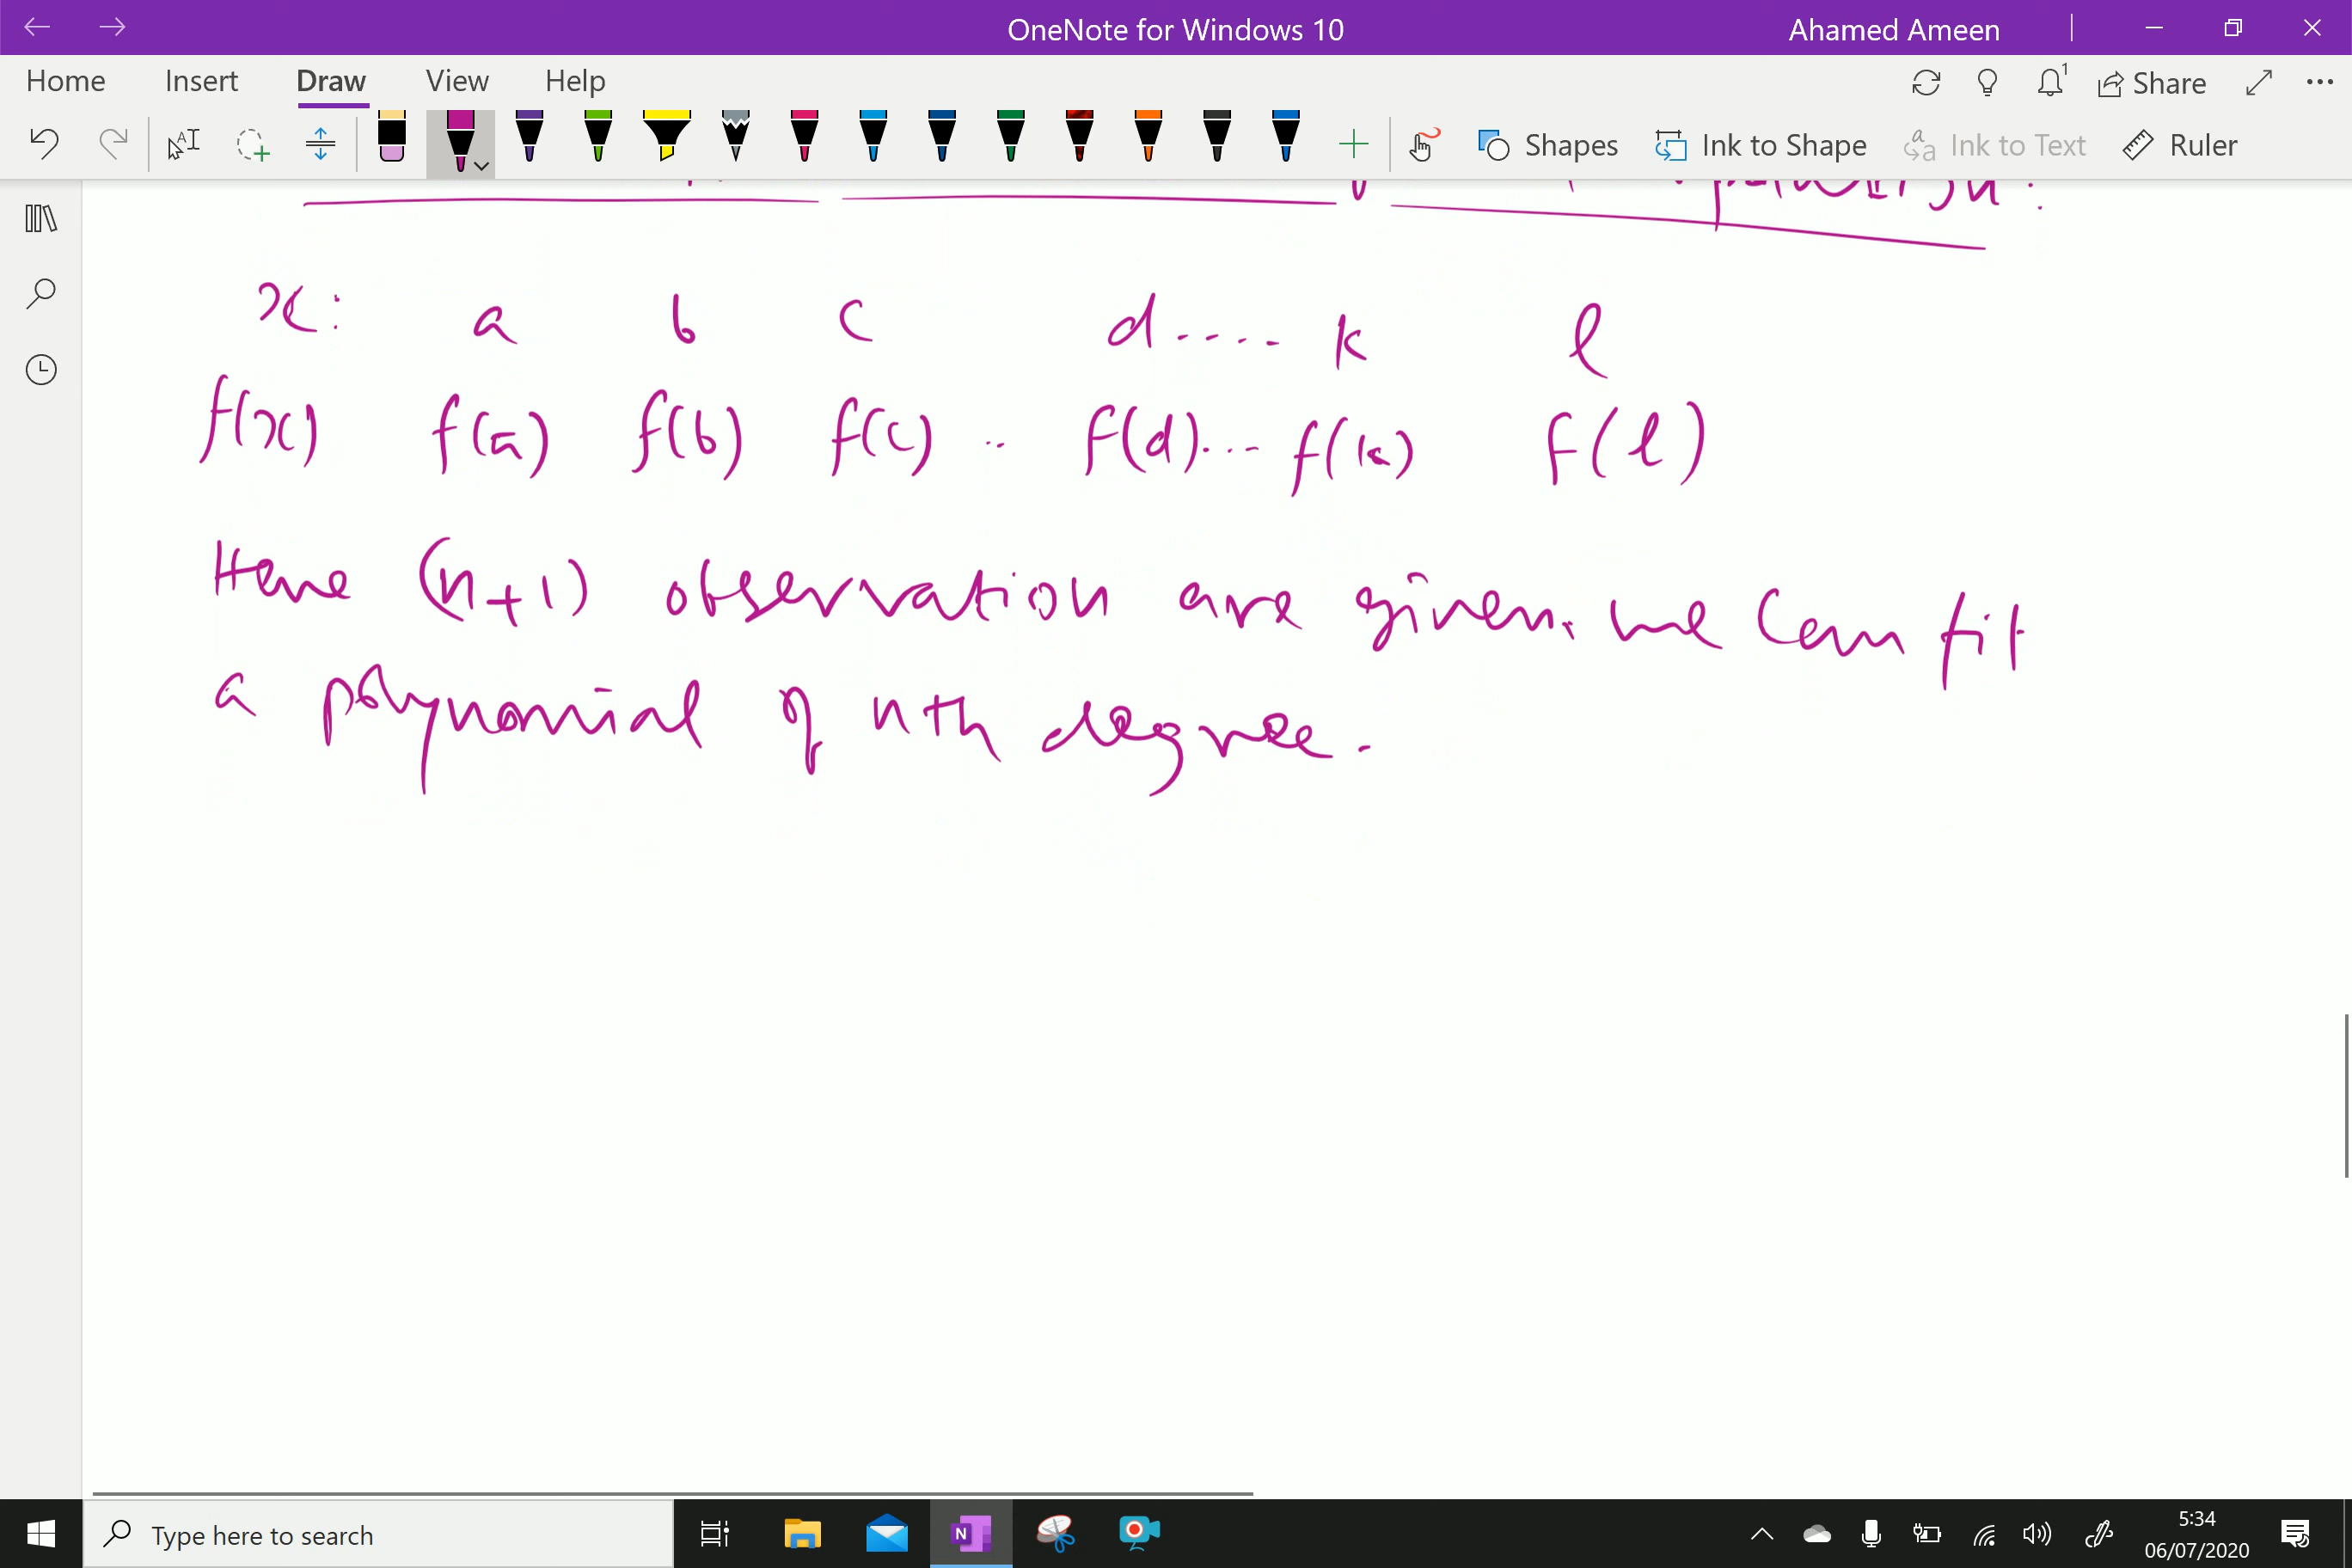 OneNote for Windows 10 Ahamed Ameen
Home Insert Draw View Help 1 Share
Shapes Ink to Shape Ink to Text Ruler
x: a b c d.... k l
f(x) f(a) f(b) f(c) .. f(d)... f(k) f(l)
Here (n+1) observation are given, we can fit
a polynomial of nth degree.
Type here to search
5:34
06/07/2020